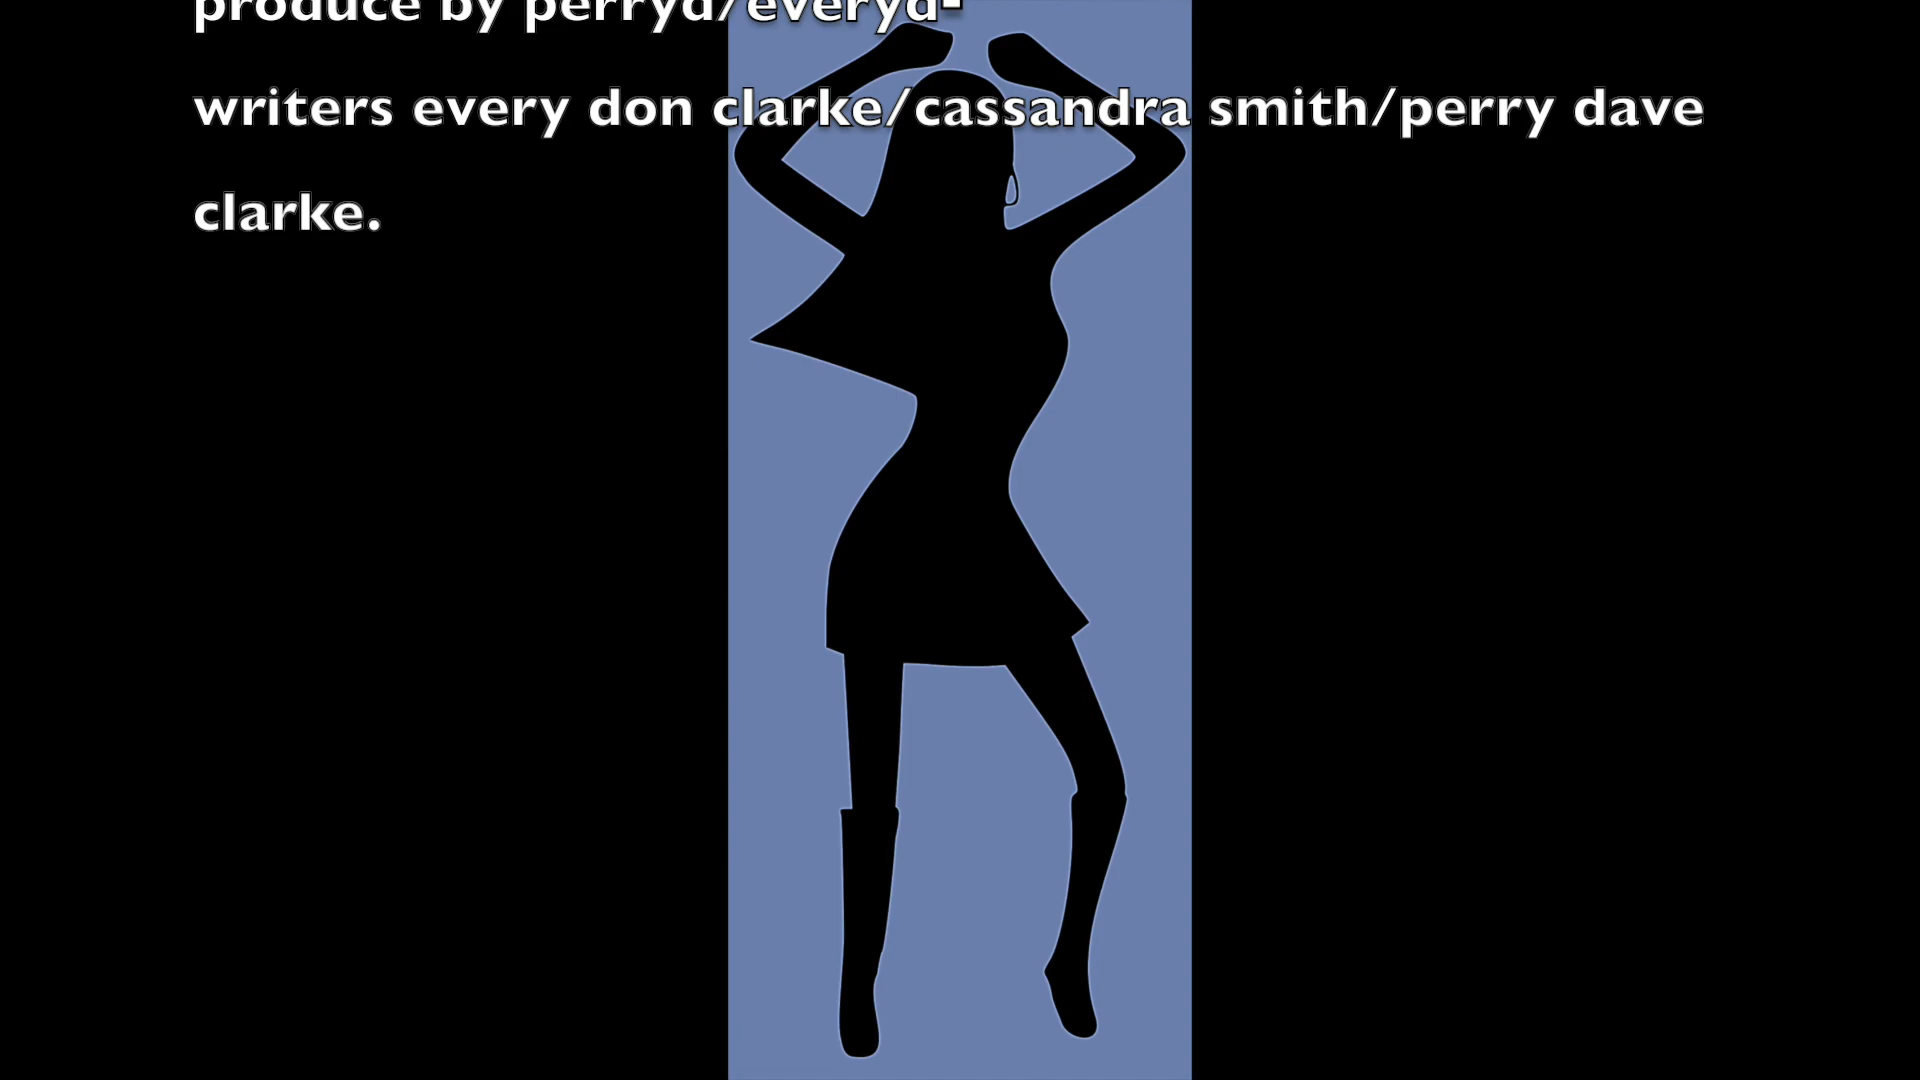 produce by perryd/everyd-
writers every don clarke/cassandra smith/perry dave
clarke.